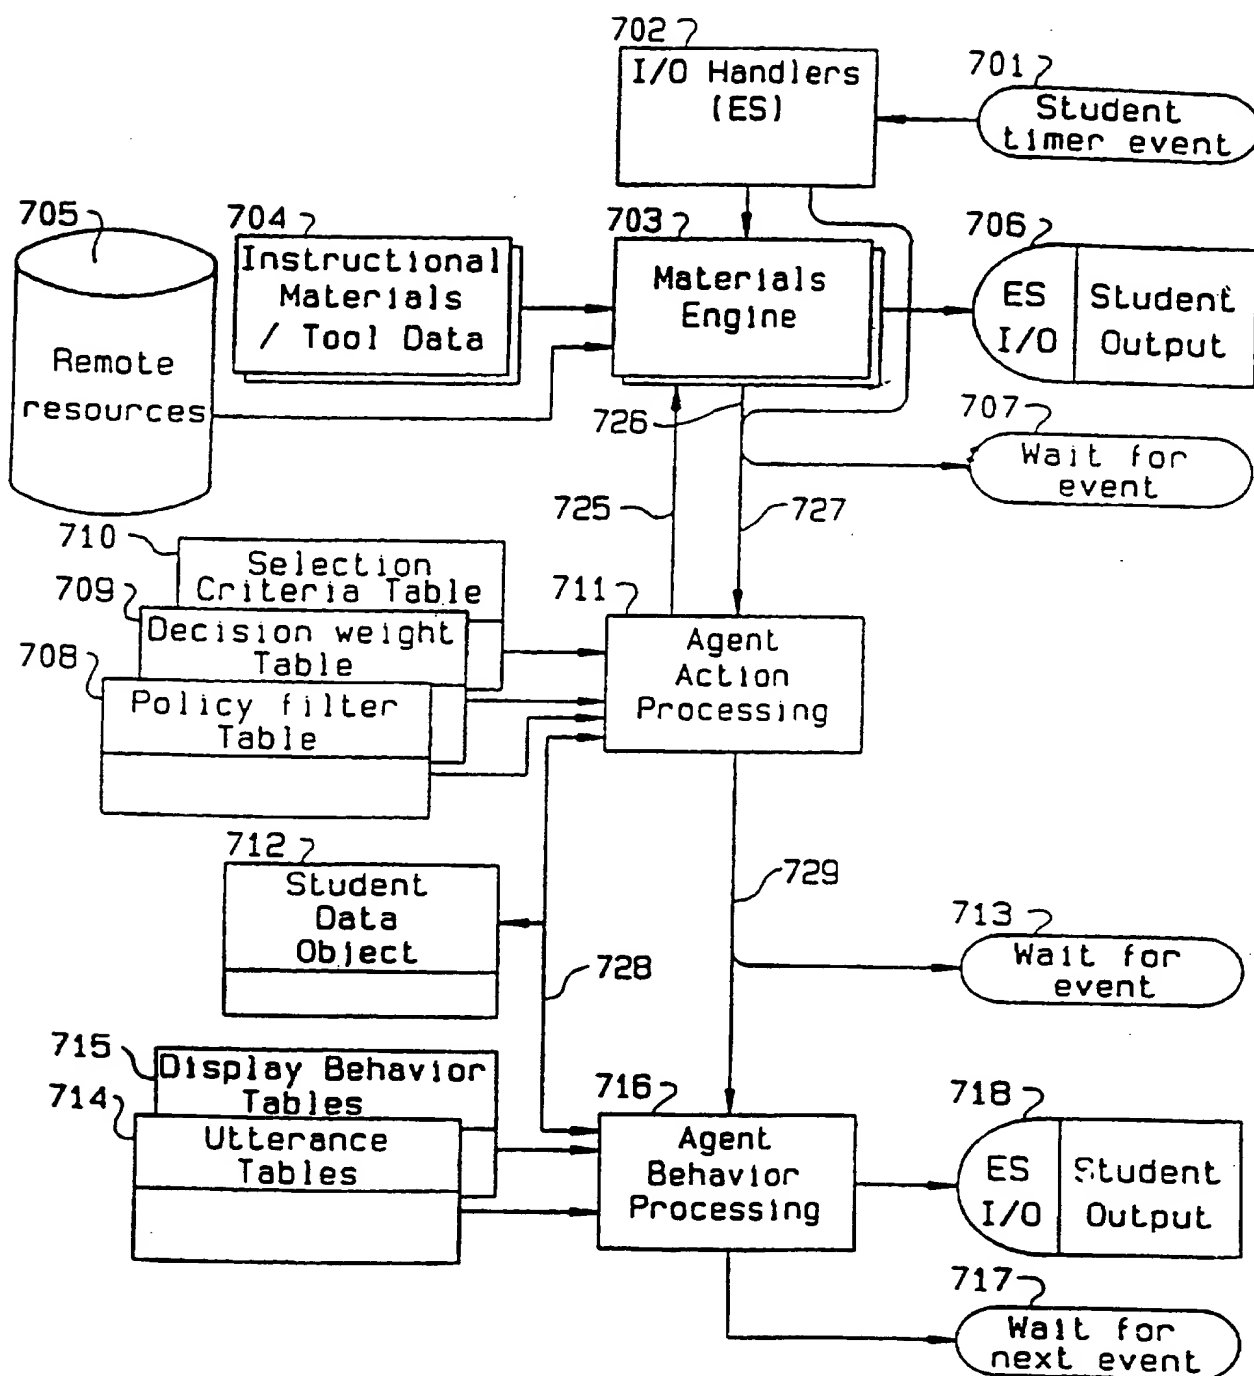 702
I/O Handlers
(ES)
701
Student
timer event
705
Remote
resources
704
Instructional
Materials
/ Tool Data
703
Materials
Engine
706
ES
I/O
Student
Output
726
707
Wait for
event
725
727
710
Selection
Criteria Table
709
Decision weight
Table
708
Policy filter
Table
711
Agent
Action
Processing
712
Student
Data
Object
728
729
713
Wait for
event
715
Display Behavior
Tables
714
Utterance
Tables
716
Agent
Behavior
Processing
718
ES
I/O
Student
Output
717
Wait for
next event